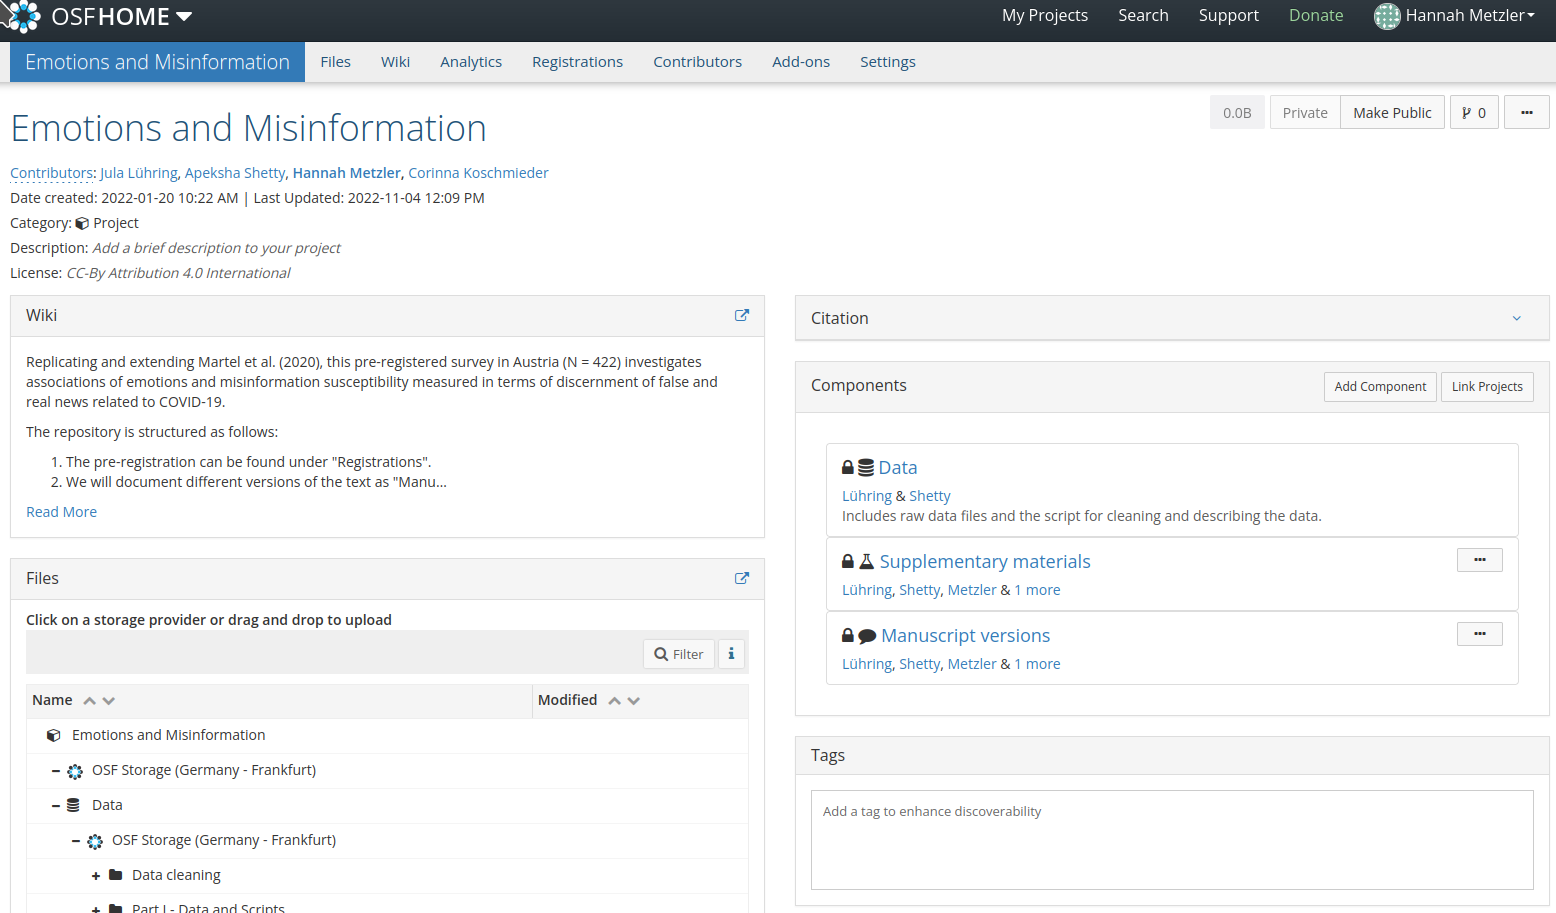 OSFHOME
My Projects Search Support Donate Hannah Metzler
Emotions and Misinformation Files Wiki Analytics Registrations Contributors Add-ons Settings
0.0B Private Make Public 0 ...
Emotions and Misinformation
Contributors: Jula Lühring, Apeksha Shetty, Hannah Metzler, Corinna Koschmieder
Date created: 2022-01-20 10:22 AM | Last Updated: 2022-11-04 12:09 PM
Category: Project
Description: Add a brief description to your project
License: CC-By Attribution 4.0 International
Wiki
Replicating and extending Martel et al. (2020), this pre-registered survey in Austria (N = 422) investigates
associations of emotions and misinformation susceptibility measured in terms of discernment of false and
real news related to COVID-19.
The repository is structured as follows:
1. The pre-registration can be found under "Registrations".
2. We will document different versions of the text as "Manu...
Read More
Files
Click on a storage provider or drag and drop to upload
Filter i
Name Modified
Emotions and Misinformation
- OSF Storage (Germany - Frankfurt)
- Data
- OSF Storage (Germany - Frankfurt)
+ Data cleaning
+ Part I - Data and Scripts
Citation
Components Add Component Link Projects
Data
Lühring & Shetty
Includes raw data files and the script for cleaning and describing the data.
Supplementary materials ...
Lühring, Shetty, Metzler & 1 more
Manuscript versions ...
Lühring, Shetty, Metzler & 1 more
Tags
Add a tag to enhance discoverability